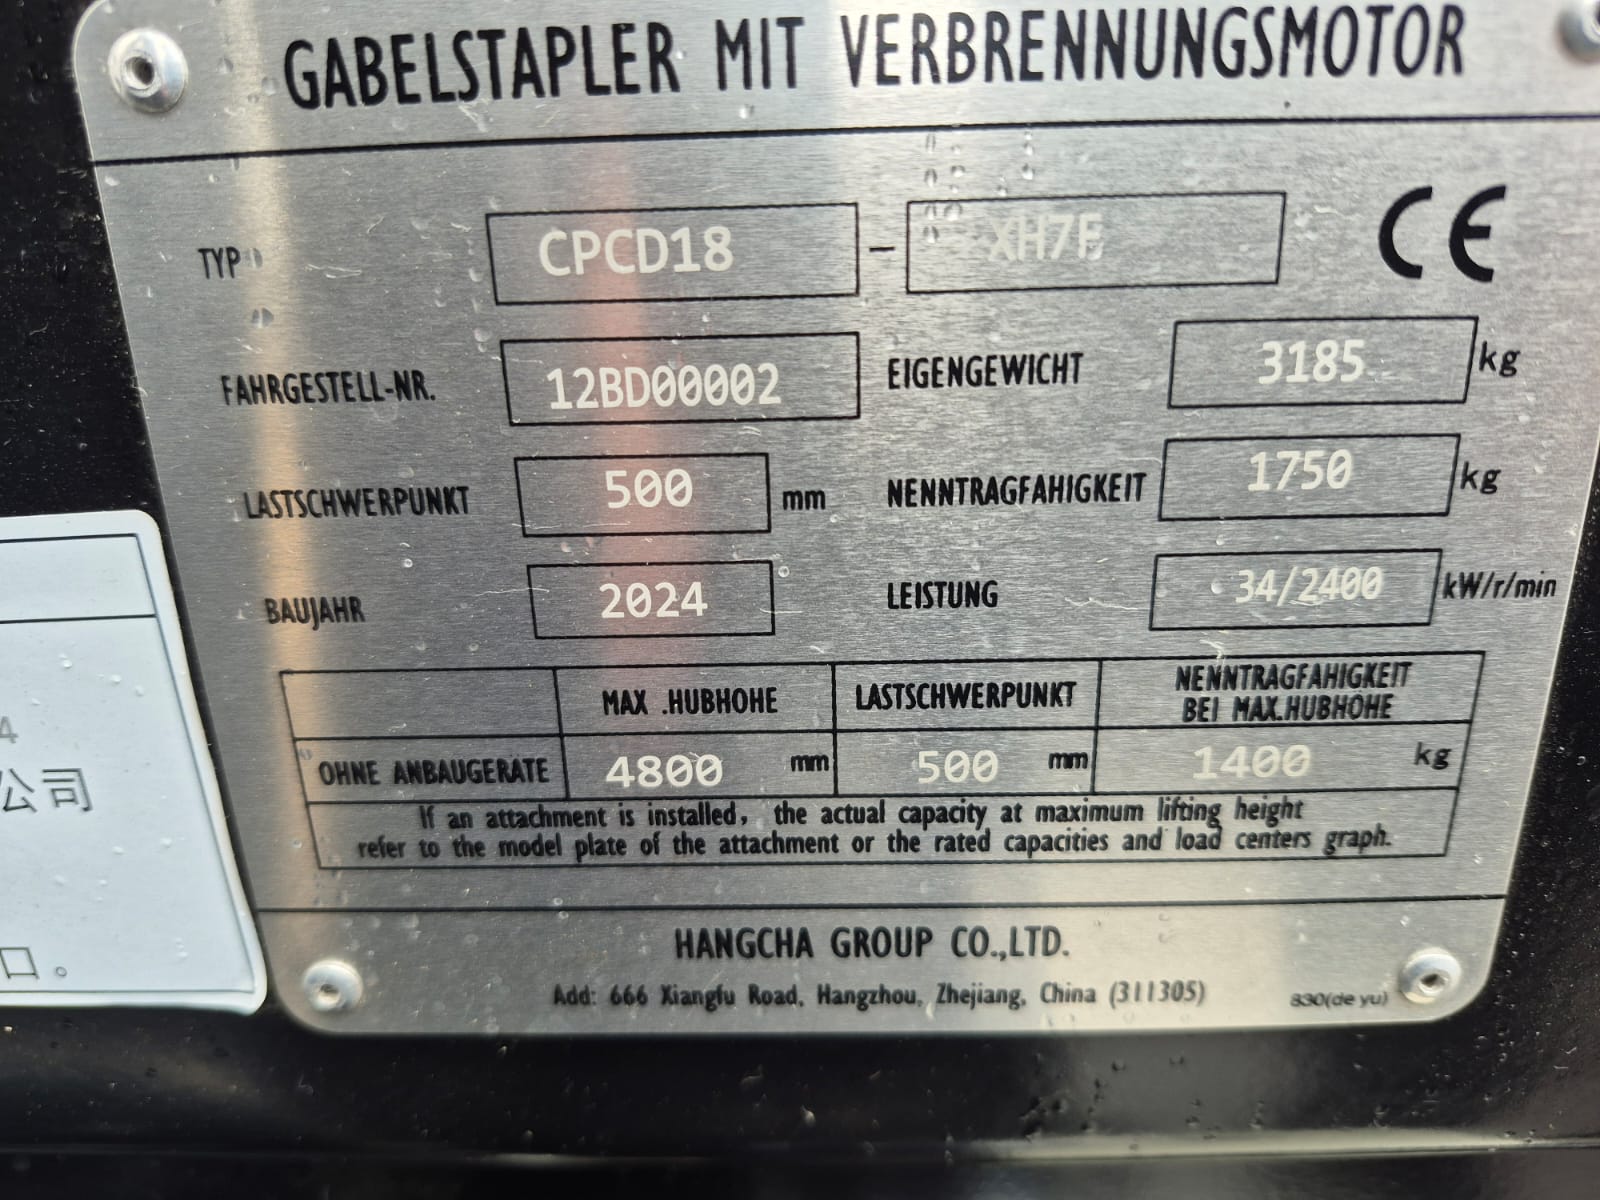 GABELSTAPLER MIT VERBRENNUNGSMOTOR
TYP CPCD18 - XH7F CE
FAHRGESTELL-NR. 12BD00002 EIGENGEWICHT 3185 kg
LASTSCHWERPUNKT 500 mm NENNTRAGFAHIGKEIT 1750 kg
BAUJAHR 2024 LEISTUNG 34/2400 kW/r/min
MAX .HUBHOHE LASTSCHWERPUNKT NENNTRAGFAHIGKEIT
BEI MAX.HUBHOHE
OHNE ANBAUGERATE 4800 mm 500 mm 1400 kg
If an attachment is installed, the actual capacity at maximum lifting height
refer to the model plate of the attachment or the rated capacities and load centers graph.
HANGCHA GROUP CO.,LTD.
Add: 666 Xiangfu Road, Hangzhou, Zhejiang, China (311305) 830(de yu)
4
公司
口。